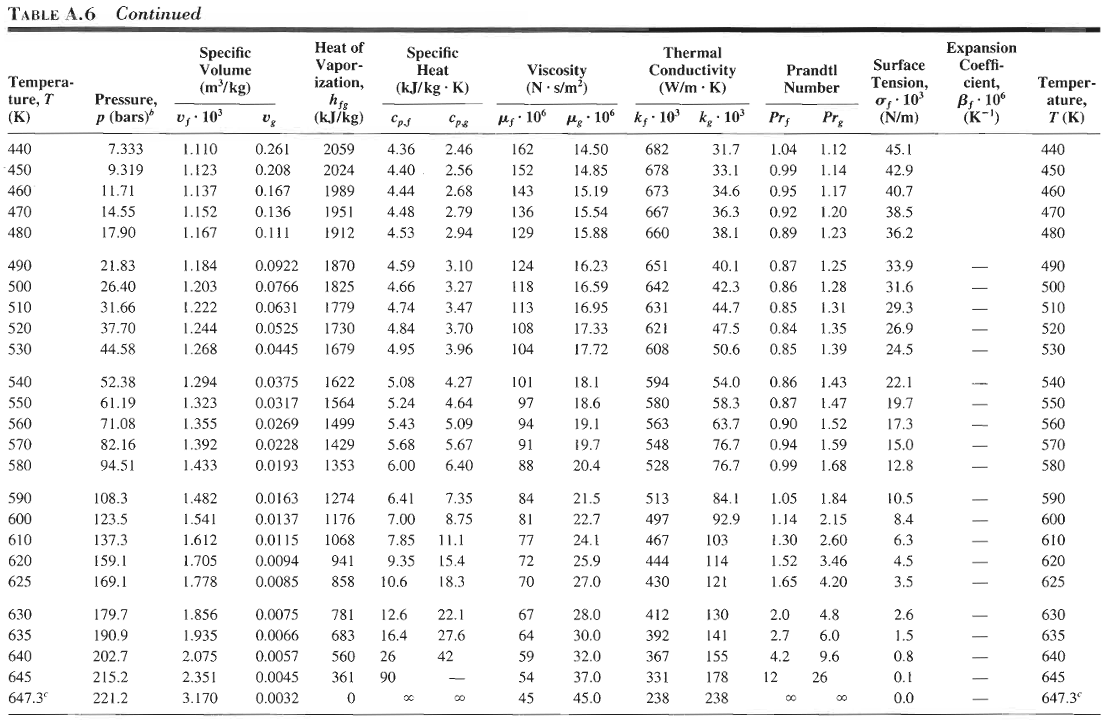 TABLE A.6 Continued
Tempera-ture, T (K) Pressure, p (bars)b Specific Volume (m³/kg) Heat of Vapor-ization, hfg (kJ/kg) Specific Heat (kJ/kg · K) Viscosity (N · s/m²) Thermal Conductivity (W/m · K) Prandtl Number Surface Tension, σf · 10³ (N/m) Expansion Coeffi-cient, βf · 10⁶ (K⁻¹) Temper-ature, T (K)
vf · 10³ vg cp,f cp,g μf · 10⁶ μg · 10⁶ kf · 10³ kg · 10³ Prf Prg
440 7.333 1.110 0.261 2059 4.36 2.46 162 14.50 682 31.7 1.04 1.12 45.1 440
450 9.319 1.123 0.208 2024 4.40 2.56 152 14.85 678 33.1 0.99 1.14 42.9 450
460 11.71 1.137 0.167 1989 4.44 2.68 143 15.19 673 34.6 0.95 1.17 40.7 460
470 14.55 1.152 0.136 1951 4.48 2.79 136 15.54 667 36.3 0.92 1.20 38.5 470
480 17.90 1.167 0.111 1912 4.53 2.94 129 15.88 660 38.1 0.89 1.23 36.2 480
490 21.83 1.184 0.0922 1870 4.59 3.10 124 16.23 651 40.1 0.87 1.25 33.9 — 490
500 26.40 1.203 0.0766 1825 4.66 3.27 118 16.59 642 42.3 0.86 1.28 31.6 — 500
510 31.66 1.222 0.0631 1779 4.74 3.47 113 16.95 631 44.7 0.85 1.31 29.3 — 510
520 37.70 1.244 0.0525 1730 4.84 3.70 108 17.33 621 47.5 0.84 1.35 26.9 — 520
530 44.58 1.268 0.0445 1679 4.95 3.96 104 17.72 608 50.6 0.85 1.39 24.5 — 530
540 52.38 1.294 0.0375 1622 5.08 4.27 101 18.1 594 54.0 0.86 1.43 22.1 — 540
550 61.19 1.323 0.0317 1564 5.24 4.64 97 18.6 580 58.3 0.87 1.47 19.7 — 550
560 71.08 1.355 0.0269 1499 5.43 5.09 94 19.1 563 63.7 0.90 1.52 17.3 — 560
570 82.16 1.392 0.0228 1429 5.68 5.67 91 19.7 548 76.7 0.94 1.59 15.0 — 570
580 94.51 1.433 0.0193 1353 6.00 6.40 88 20.4 528 76.7 0.99 1.68 12.8 — 580
590 108.3 1.482 0.0163 1274 6.41 7.35 84 21.5 513 84.1 1.05 1.84 10.5 — 590
600 123.5 1.541 0.0137 1176 7.00 8.75 81 22.7 497 92.9 1.14 2.15 8.4 — 600
610 137.3 1.612 0.0115 1068 7.85 11.1 77 24.1 467 103 1.30 2.60 6.3 — 610
620 159.1 1.705 0.0094 941 9.35 15.4 72 25.9 444 114 1.52 3.46 4.5 — 620
625 169.1 1.778 0.0085 858 10.6 18.3 70 27.0 430 121 1.65 4.20 3.5 — 625
630 179.7 1.856 0.0075 781 12.6 22.1 67 28.0 412 130 2.0 4.8 2.6 — 630
635 190.9 1.935 0.0066 683 16.4 27.6 64 30.0 392 141 2.7 6.0 1.5 — 635
640 202.7 2.075 0.0057 560 26 42 59 32.0 367 155 4.2 9.6 0.8 — 640
645 215.2 2.351 0.0045 361 90 — 54 37.0 331 178 12 26 0.1 — 645
647.3c 221.2 3.170 0.0032 0 ∞ ∞ 45 45.0 238 238 ∞ ∞ 0.0 — 647.3c